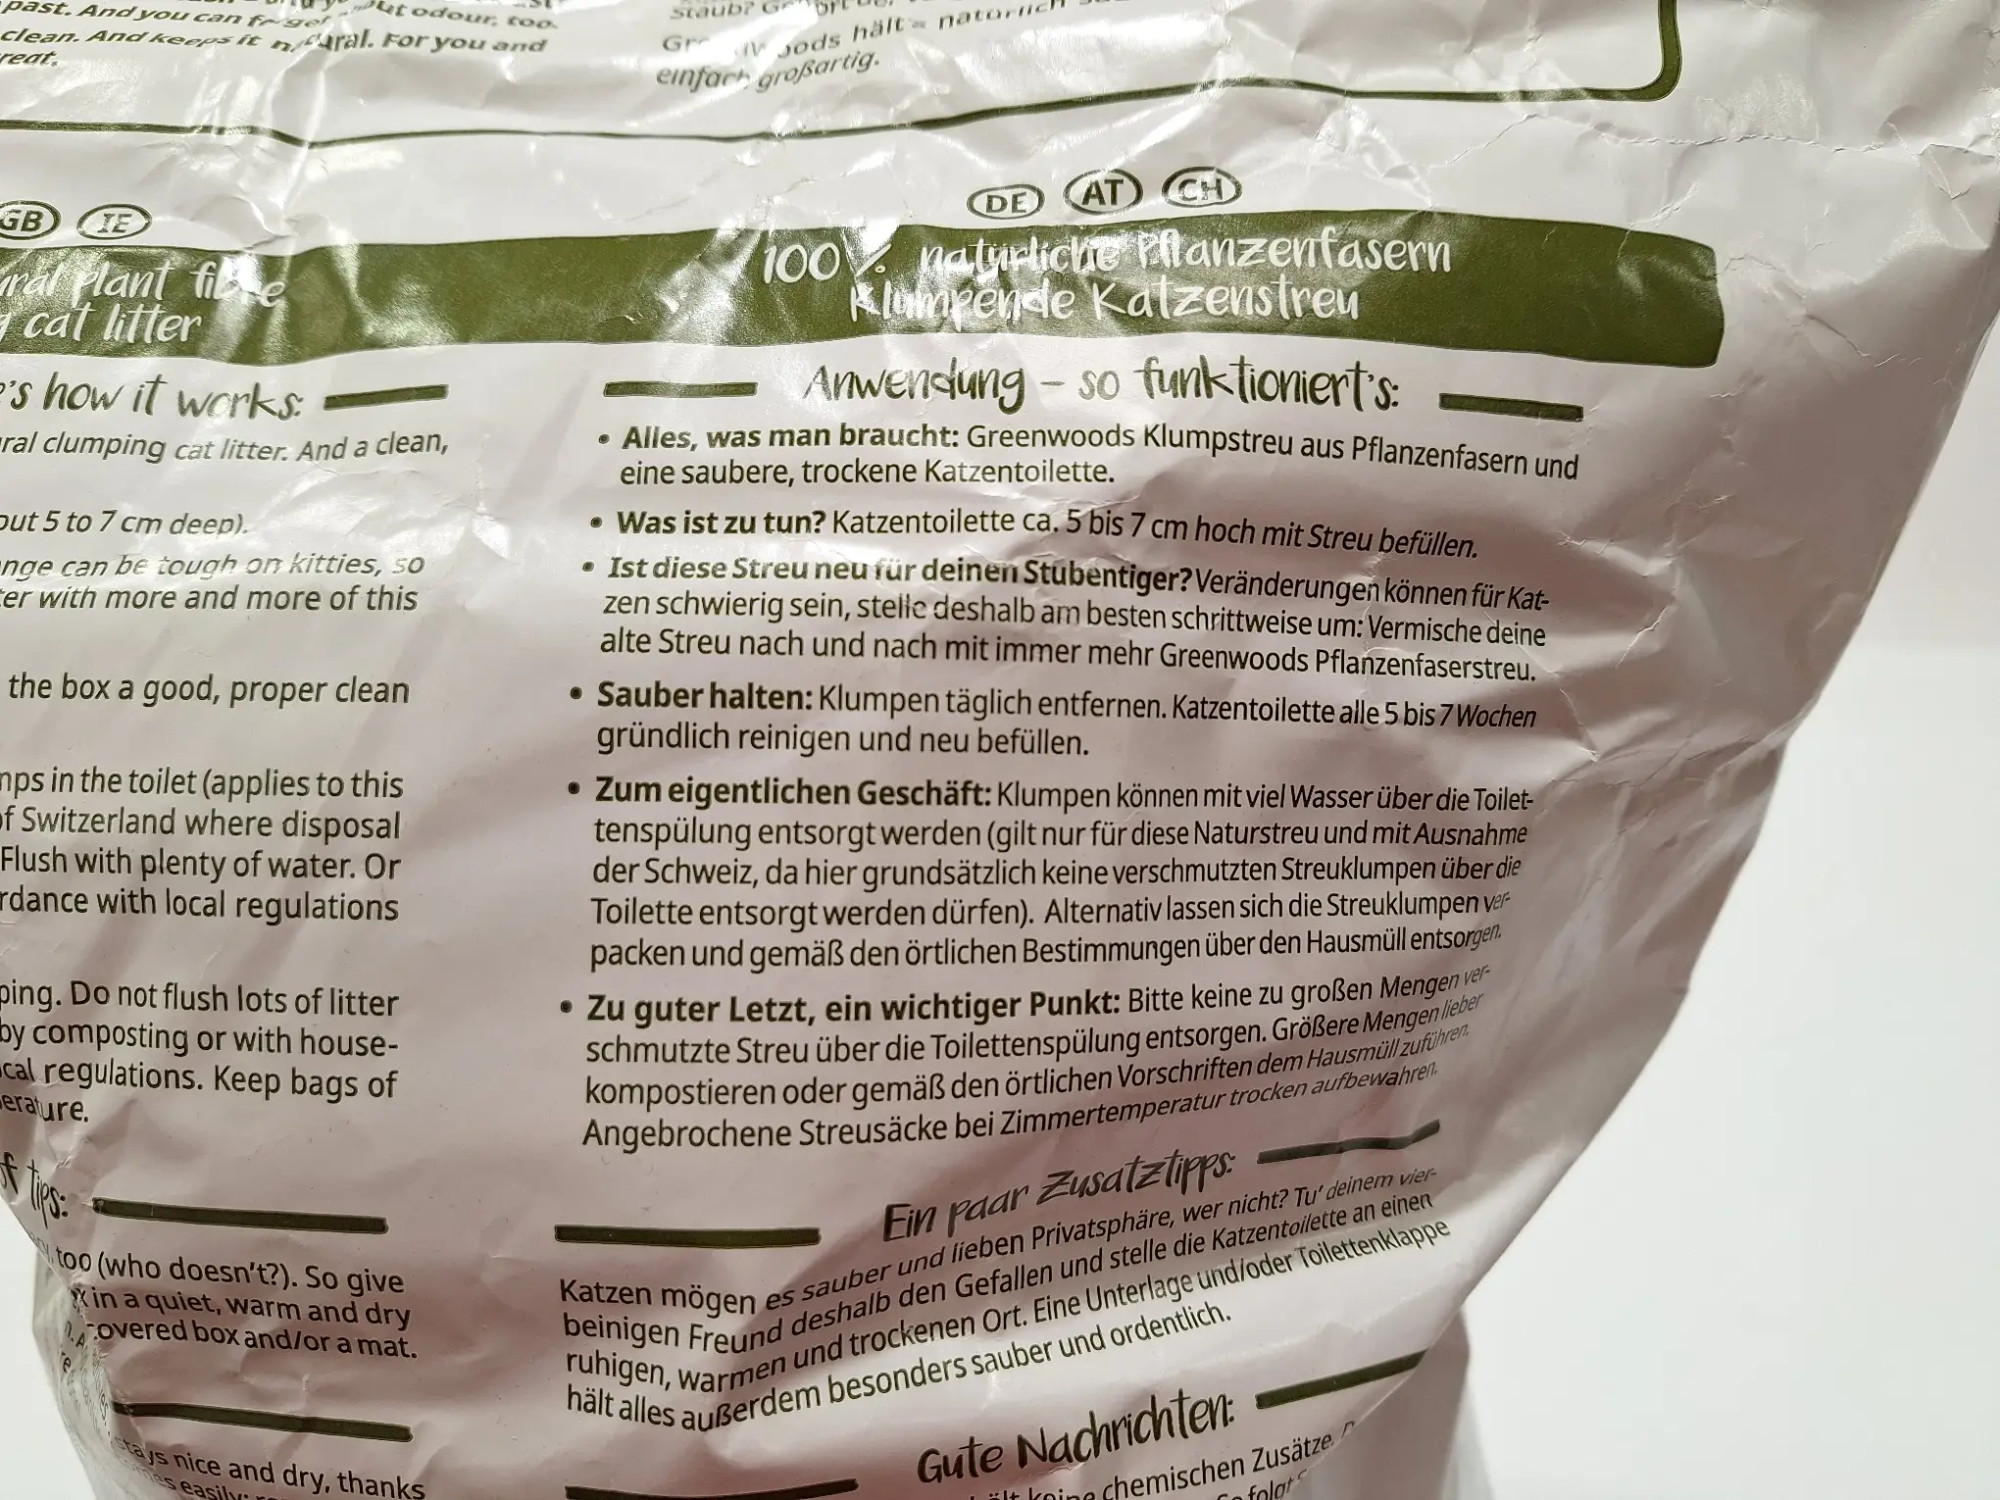 past. And you can
out odour, too.
clean. And keeps it natural. For you and
reat.
Staub?
hält natürlich
einfach großartig.
GB IE
plant fibre
cat litter
's how it works:
ral clumping cat litter. And a clean,
out 5 to 7 cm deep).
nge can be tough on kitties, so
ter with more and more of this
the box a good, proper clean
mps in the toilet (applies to this
of Switzerland where disposal
Flush with plenty of water. Or
rdance with local regulations
ping. Do not flush lots of litter
by composting or with house-
cal regulations. Keep bags of
erature.
of tips:
too (who doesn't?). So give
in a quiet, warm and dry
covered box and/or a mat.
stays nice and dry, thanks
easily:
DE AT CH
100% natürliche Pflanzenfasern
Klumpende Katzenstreu
Anwendung – so funktioniert's:
• Alles, was man braucht: Greenwoods Klumpstreu aus Pflanzenfasern und
eine saubere, trockene Katzentoilette.
• Was ist zu tun? Katzentoilette ca. 5 bis 7 cm hoch mit Streu befüllen.
• Ist diese Streu neu für deinen Stubentiger? Veränderungen können für Kat-
zen schwierig sein, stelle deshalb am besten schrittweise um: Vermische deine
alte Streu nach und nach mit immer mehr Greenwoods Pflanzenfaserstreu.
• Sauber halten: Klumpen täglich entfernen. Katzentoilette alle 5 bis 7 Wochen
gründlich reinigen und neu befüllen.
• Zum eigentlichen Geschäft: Klumpen können mit viel Wasser über die Toilet-
tenspülung entsorgt werden (gilt nur für diese Naturstreu und mit Ausnahme
der Schweiz, da hier grundsätzlich keine verschmutzten Streuklumpen über die
Toilette entsorgt werden dürfen). Alternativ lassen sich die Streuklumpen ver-
packen und gemäß den örtlichen Bestimmungen über den Hausmüll entsorgen.
• Zu guter Letzt, ein wichtiger Punkt: Bitte keine zu großen Mengen ver-
schmutzte Streu über die Toilettenspülung entsorgen. Größere Mengen lieber
kompostieren oder gemäß den örtlichen Vorschriften dem Hausmüll zuführen.
Angebrochene Streusäcke bei Zimmertemperatur trocken aufbewahren.
Ein paar Zusatztipps:
Katzen mögen es sauber und lieben Privatsphäre, wer nicht? Tu' deinem vier-
beinigen Freund deshalb den Gefallen und stelle die Katzentoilette an einen
ruhigen, warmen und trockenen Ort. Eine Unterlage und/oder Toilettenklappe
hält alles außerdem besonders sauber und ordentlich.
Gute Nachrichten:
keine chemischen Zusätze.